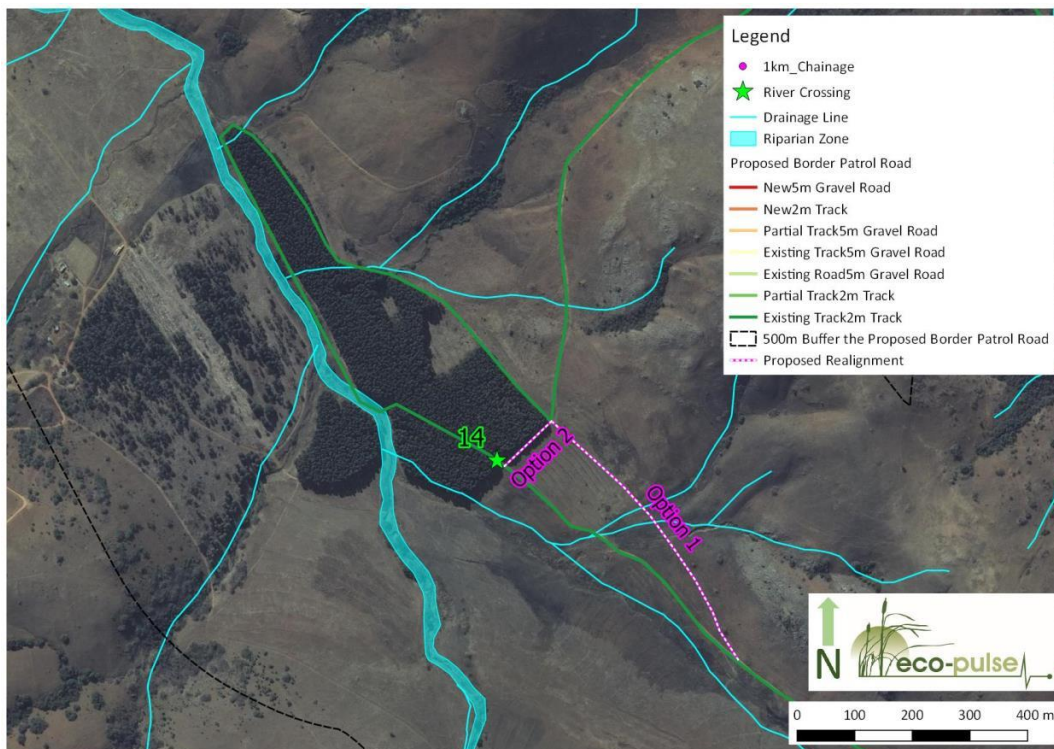 Legend
1km_Chainage
River Crossing
Drainage Line
Riparian Zone
Proposed Border Patrol Road
New5m Gravel Road
New2m Track
Partial Track5m Gravel Road
Existing Track5m Gravel Road
Existing Road5m Gravel Road
Partial Track2m Track
Existing Track2m Track
500m Buffer the Proposed Border Patrol Road
Proposed Realignment
14
Option 2
Option 1
N
eco-pulse
0 100 200 300 400 m